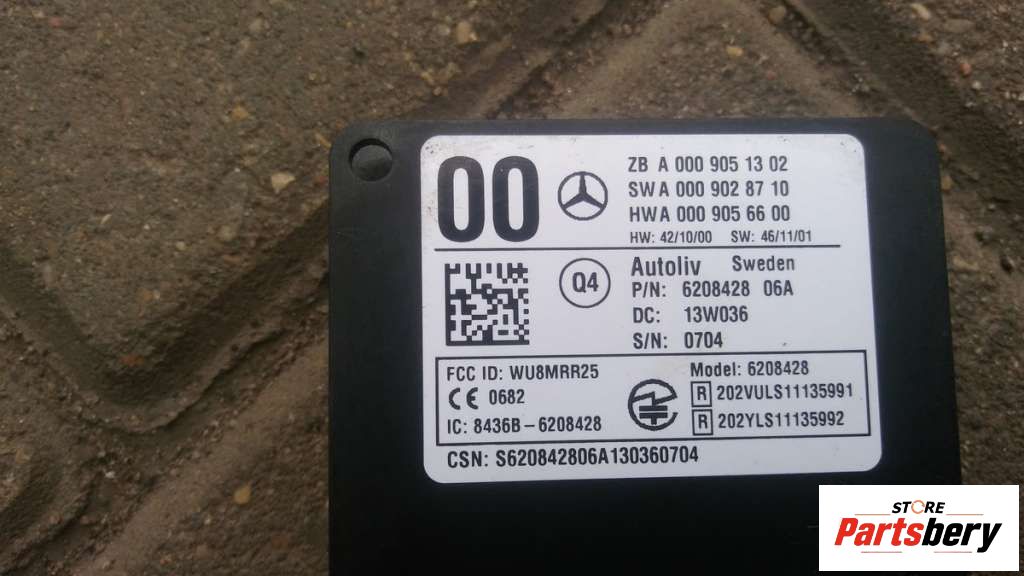 00
ZB A 000 905 13 02
SW A 000 902 87 10
HW A 000 905 66 00
HW: 42/10/00 SW: 46/11/01
Q4
Autoliv Sweden
P/N: 6208428 06A
DC: 13W036
S/N: 0704
FCC ID: WU8MRR25
CE 0682
IC: 8436B-6208428
Model: 6208428
R 202VULS11135991
R 202YLS11135992
CSN: S620842806A130360704
STORE
Partsbery